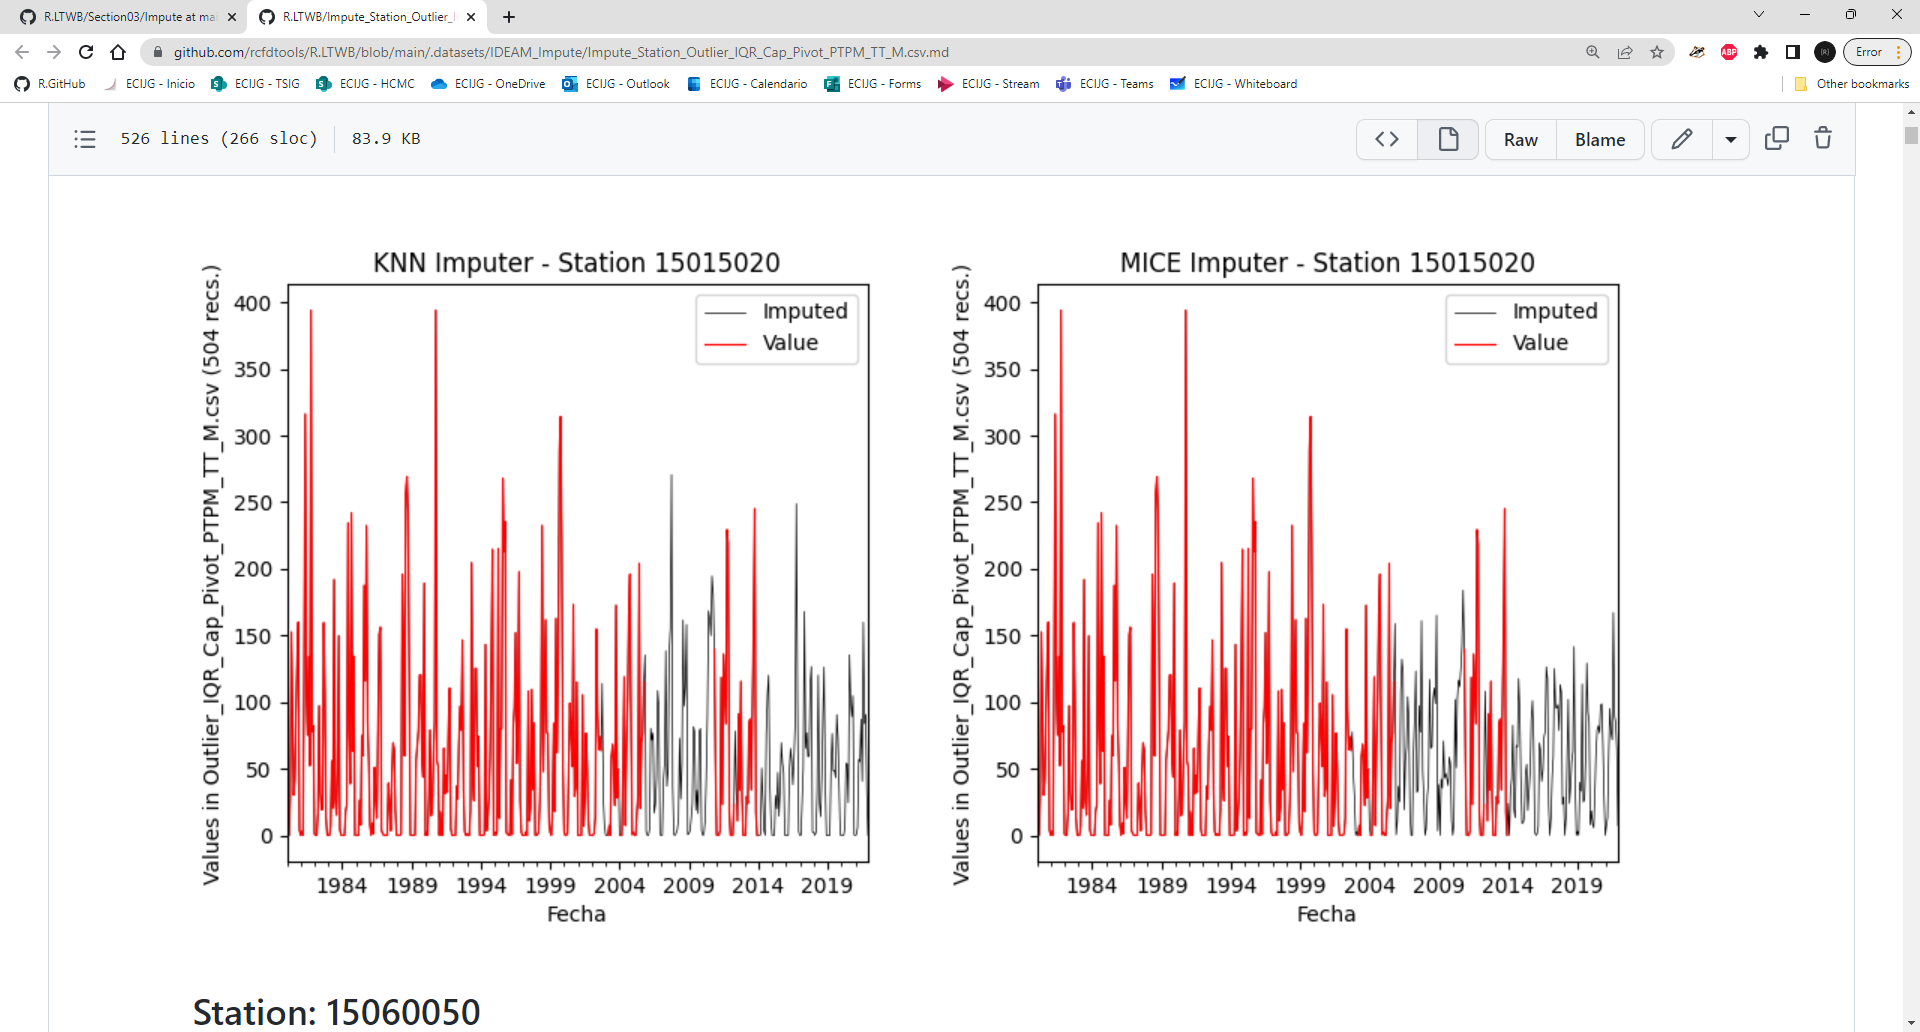 R.LTWB/Section03/Impute at ma
R.LTWB/Impute_Station_Outlier_I
github.com/rcfdtools/R.LTWB/blob/main/.datasets/IDEAM_Impute/Impute_Station_Outlier_IQR_Cap_Pivot_PTPM_TT_M.csv.md
ABP
Error
R.GitHub
ECIJG - Inicio
ECIJG - TSIG
ECIJG - HCMC
ECIJG - OneDrive
ECIJG - Outlook
ECIJG - Calendario
ECIJG - Forms
ECIJG - Stream
ECIJG - Teams
ECIJG - Whiteboard
Other bookmarks
526 lines (266 sloc)
83.9 KB
Raw
Blame
KNN Imputer - Station 15015020
Imputed
Value
Values in Outlier_IQR_Cap_Pivot_PTPM_TT_M.csv (504 recs.)
400
350
300
250
200
150
100
50
0
1984 1989 1994 1999 2004 2009 2014 2019
Fecha
MICE Imputer - Station 15015020
Imputed
Value
Values in Outlier_IQR_Cap_Pivot_PTPM_TT_M.csv (504 recs.)
400
350
300
250
200
150
100
50
0
1984 1989 1994 1999 2004 2009 2014 2019
Fecha
Station: 15060050